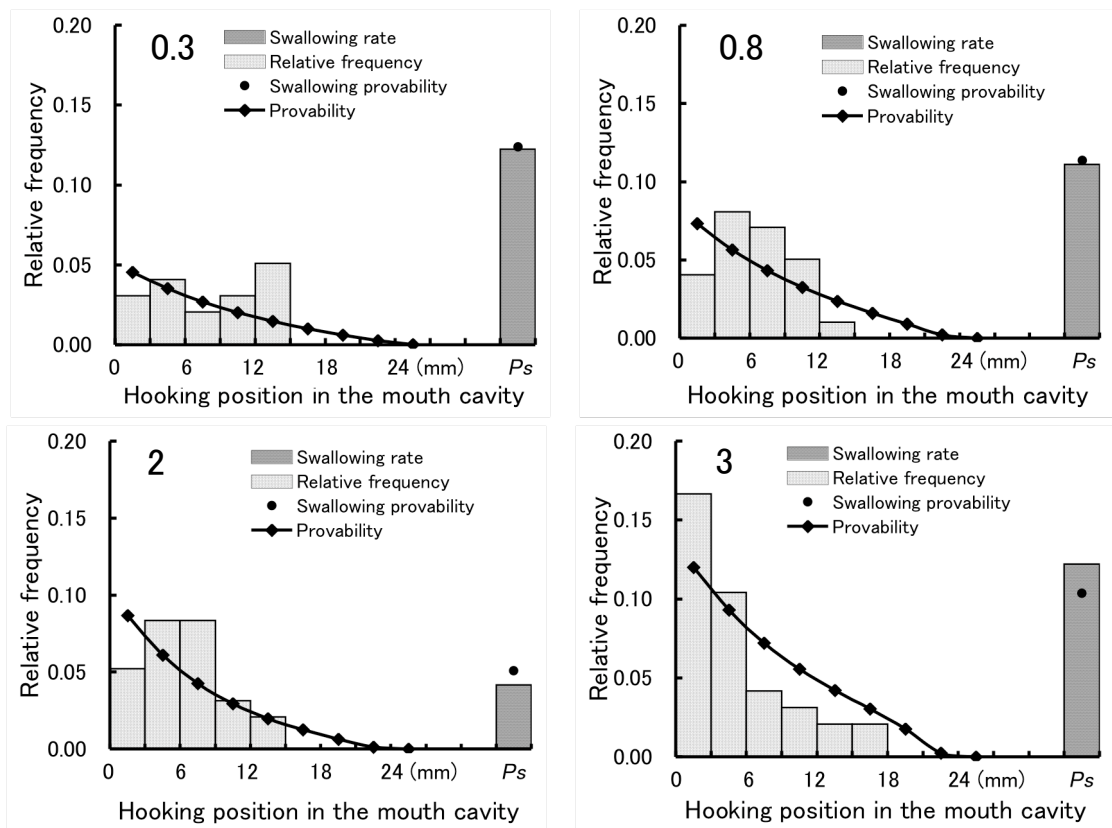 0.3
Swallowing rate
Relative frequency
Swallowing provability
Provability
Relative frequency
0.20
0.15
0.10
0.05
0.00
0 6 12 18 24 (mm) Ps
Hooking position in the mouth cavity
0.8
Swallowing rate
Relative frequency
Swallowing provability
Provability
Relative frequency
0.20
0.15
0.10
0.05
0.00
0 6 12 18 24 (mm) Ps
Hooking position in the mouth cavity
2
Swallowing rate
Relative frequency
Swallowing provability
Provability
Relative frequency
0.20
0.15
0.10
0.05
0.00
0 6 12 18 24 (mm) Ps
Hooking position in the mouth cavity
3
Swallowing rate
Relative frequency
Swallowing provability
Provability
Relative frequency
0.20
0.15
0.10
0.05
0.00
0 6 12 18 24 (mm) Ps
Hooking position in the mouth cavity